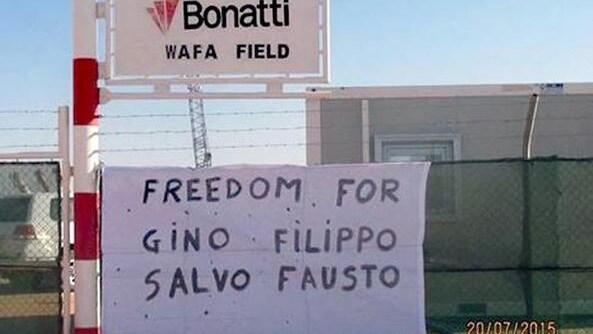 Bonatti
WAFA FIELD
FREEDOM FOR
GINO FILIPPO
SALVO FAUSTO
20/07/2015